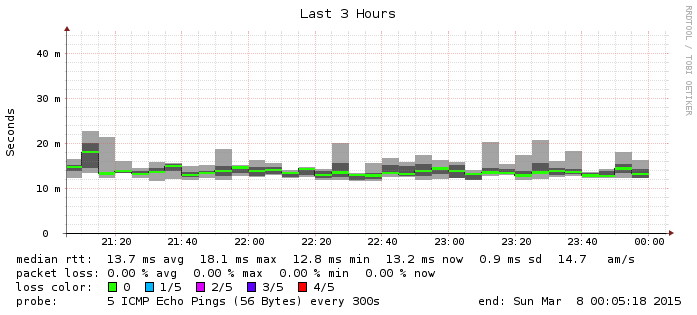 Last 3 Hours
RRDTOOL / TOBI OETIKER
Seconds
40 m
30 m
20 m
10 m
0
21:20 21:40 22:00 22:20 22:40 23:00 23:20 23:40 00:00
median rtt: 13.7 ms avg 18.1 ms max 12.8 ms min 13.2 ms now 0.9 ms sd 14.7 am/s
packet loss: 0.00 % avg 0.00 % max 0.00 % min 0.00 % now
loss color: 0 1/5 2/5 3/5 4/5
probe: 5 ICMP Echo Pings (56 Bytes) every 300s end: Sun Mar 8 00:05:18 2015